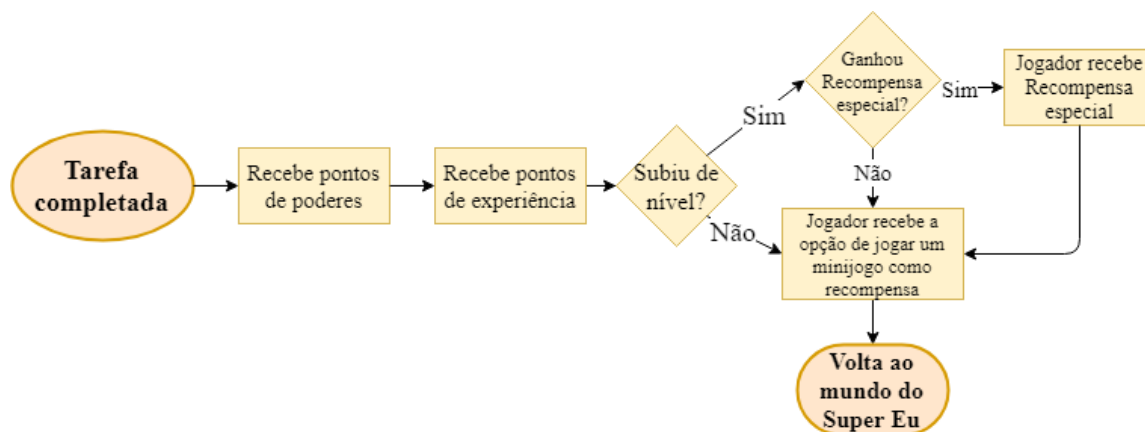 Tarefa
completada
Recebe pontos
de poderes
Recebe pontos
de experiência
Subiu de
nível?
Sim
Não
Ganhou
Recompensa
especial?
Sim
Não
Jogador recebe
Recompensa
especial
Jogador recebe a
opção de jogar um
minijogo como
recompensa
Volta ao
mundo do
Super Eu